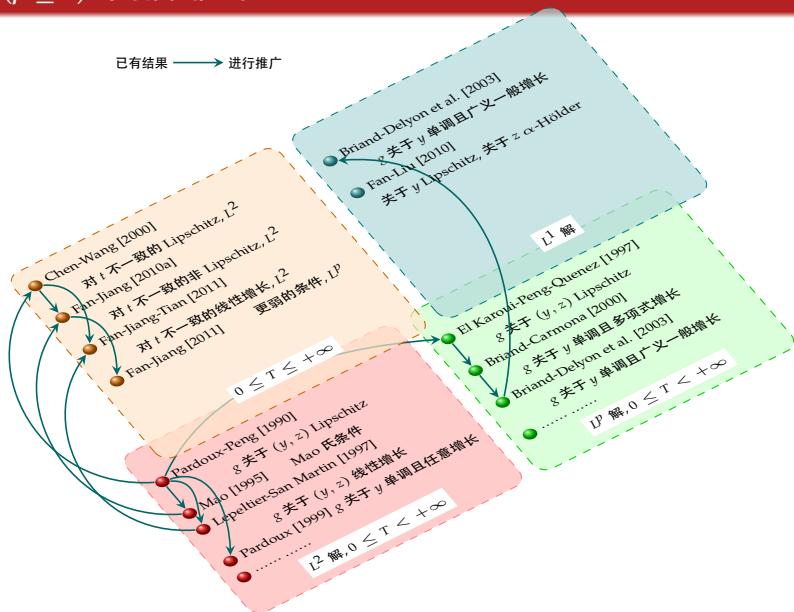 已有结果 进行推广
Briand-Delyon et al. [2003]
g 关于 y 单调且广义一般增长
Fan-Liu [2010]
关于 y Lipschitz, 关于 z α-Hölder
L¹ 解
Chen-Wang [2000]
对 t 不一致的 Lipschitz, L²
Fan-Jiang [2010a]
对 t 不一致的非 Lipschitz, L²
Fan-Jiang-Tian [2011]
对 t 不一致的线性增长, L²
Fan-Jiang [2011] 更弱的条件, Lᵖ
0 ≤ T ≤ +∞
El Karoui-Peng-Quenez [1997]
g 关于 (y, z) Lipschitz
Briand-Carmona [2000]
g 关于 y 单调且多项式增长
Briand-Delyon et al. [2003]
g 关于 y 单调且广义一般增长
…… ……
Lᵖ 解, 0 ≤ T < +∞
Pardoux-Peng [1990]
g 关于 (y, z) Lipschitz
Mao [1995] Mao 氏条件
Lepeltier-San Martin [1997]
g 关于 (y, z) 线性增长
Pardoux [1999] g 关于 y 单调且任意增长
…… ……
L² 解, 0 ≤ T < +∞